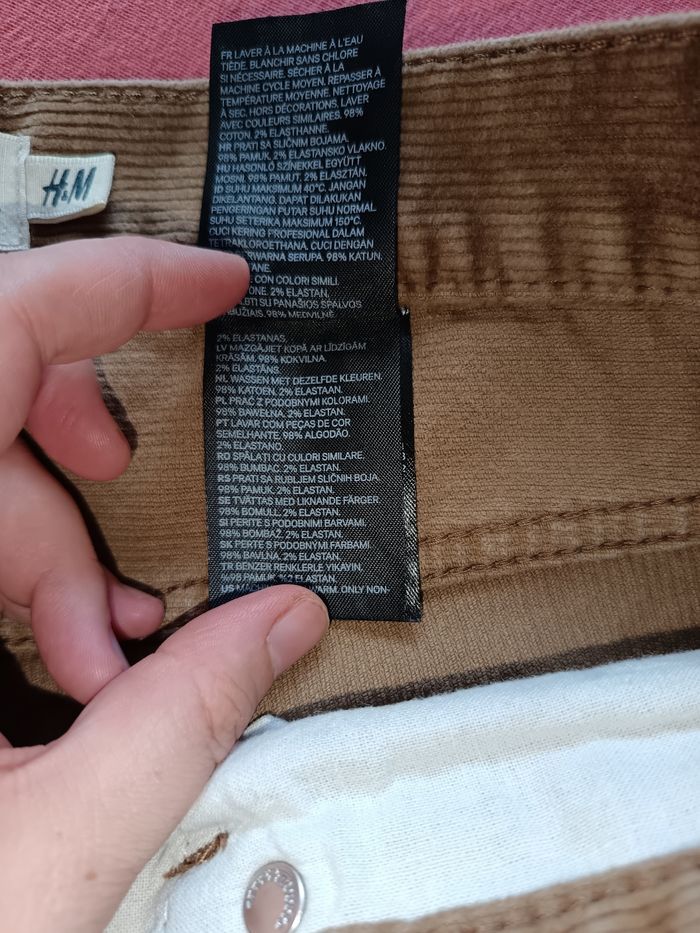 H&M
FR LAVER À LA MACHINE À L'EAU
TIÈDE. BLANCHIR SANS CHLORE
SI NÉCESSAIRE. SÉCHER À LA
MACHINE CYCLE MOYEN. REPASSER À
TEMPÉRATURE MOYENNE. NETTOYAGE
À SEC, HORS DÉCORATIONS, LAVER
AVEC COULEURS SIMILAIRES. 98%
COTON. 2% ELASTHANNE.
HR PRATI SA SLIČNIM BOJAMA.
98% PAMUK. 2% ELASTANSKO VLAKNO.
HU HASONLÓ SZÍNEKKEL EGYÜTT
MOSNI. 98% PAMUT. 2% ELASZTÁN.
ID SUHU MAKSIMUM 40°C. JANGAN
DIKELANTANG. DAPAT DILAKUKAN
PENGERINGAN PUTAR SUHU NORMAL.
SUHU SETERIKA MAKSIMUM 150°C.
CUCI KERING PROFESIONAL DALAM
TETRAKLOROETHANA. CUCI DENGAN
ERWARNA SERUPA. 98% KATUN.
TANE.
CON COLORI SIMILI.
ONE. 2% ELASTAN.
BTI SU PANAŠIOS SPALVOS
BUŽIAIS. 98% MEDVILNĖ.
2% ELASTANAS.
LV MAZGĀJIET KOPĀ AR LĪDZĪGĀM
KRĀSĀM. 98% KOKVILNA.
2% ELASTĀNS.
NL WASSEN MET DEZELFDE KLEUREN.
98% KATOEN. 2% ELASTAAN.
PL PRAĆ Z PODOBNYMI KOLORAMI.
98% BAWEŁNA. 2% ELASTAN.
PT LAVAR COM PEÇAS DE COR
SEMELHANTE. 98% ALGODÃO.
2% ELASTANO.
RO SPĂLAȚI CU CULORI SIMILARE.
98% BUMBAC. 2% ELASTAN.
RS PRATI SA RUBLJEM SLIČNIH BOJA.
98% PAMUK. 2% ELASTAN.
SE TVÄTTAS MED LIKNANDE FÄRGER
98% BOMULL. 2% ELASTAN.
SI PERITE S PODOBNIMI BARVAMI.
98% BOMBAŽ. 2% ELASTAN.
SK PERTE S PODOBNÝMI FARBAMI.
98% BAVLNA. 2% ELASTAN.
TR BENZER RENKLERLE YIKAYIN.
%98 PAMUK. %2 ELASTAN.
US MAC WARM. ONLY NON-